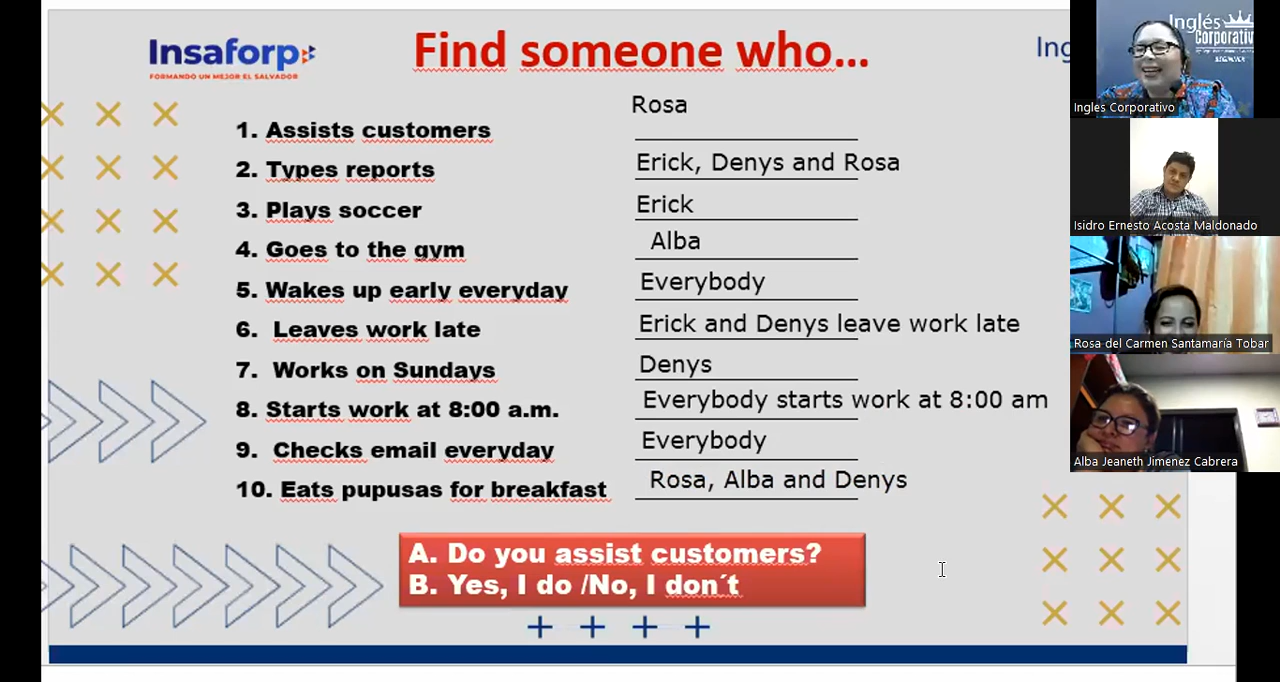 Insaforp
FORMANDO UN MEJOR EL SALVADOR
Find someone who...
Ing
1. Assists customers
Rosa
2. Types reports
Erick, Denys and Rosa
3. Plays soccer
Erick
4. Goes to the gym
Alba
5. Wakes up early everyday
Everybody
6. Leaves work late
Erick and Denys leave work late
7. Works on Sundays
Denys
8. Starts work at 8:00 a.m.
Everybody starts work at 8:00 am
9. Checks email everyday
Everybody
10. Eats pupusas for breakfast
Rosa, Alba and Denys
A. Do you assist customers?
B. Yes, I do /No, I don´t
Inglés
Corporativo
Ingles Corporativo
Isidro Ernesto Acosta Maldonado
Rosa del Carmen Santamaría Tobar
Alba Jeaneth Jimenez Cabrera